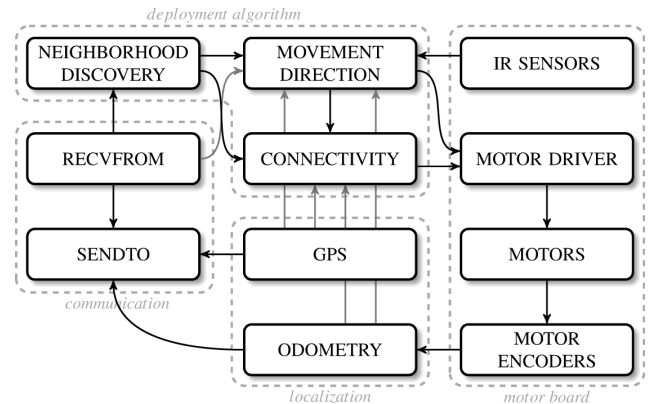 deployment algorithm
NEIGHBORHOOD
DISCOVERY
MOVEMENT
DIRECTION
IR SENSORS
RECVFROM
CONNECTIVITY
MOTOR DRIVER
SENDTO
GPS
MOTORS
communication
ODOMETRY
MOTOR
ENCODERS
localization
motor board